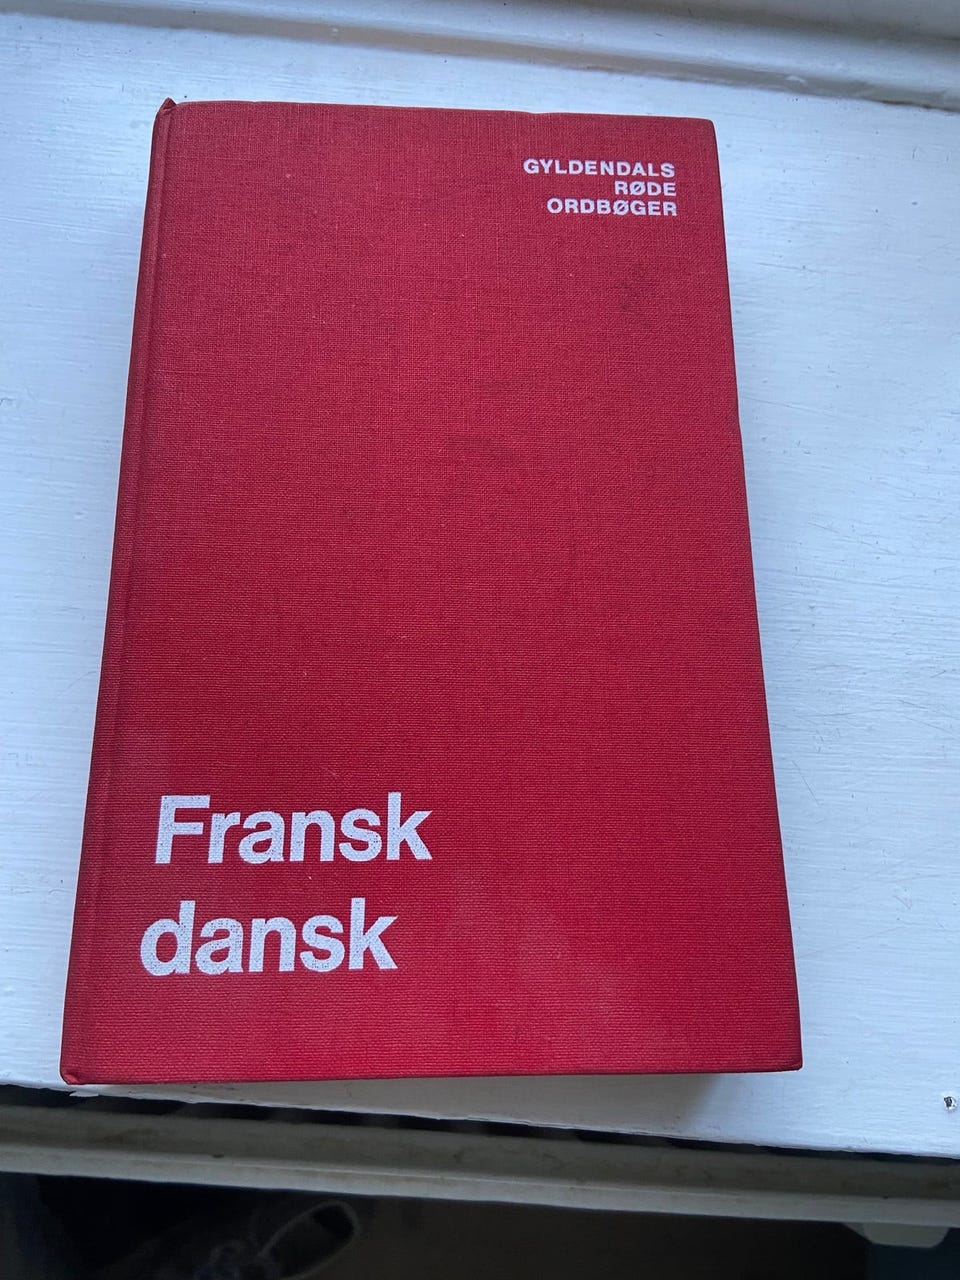 GYLDENDALS
RØDE
ORDBØGER
Fransk
dansk